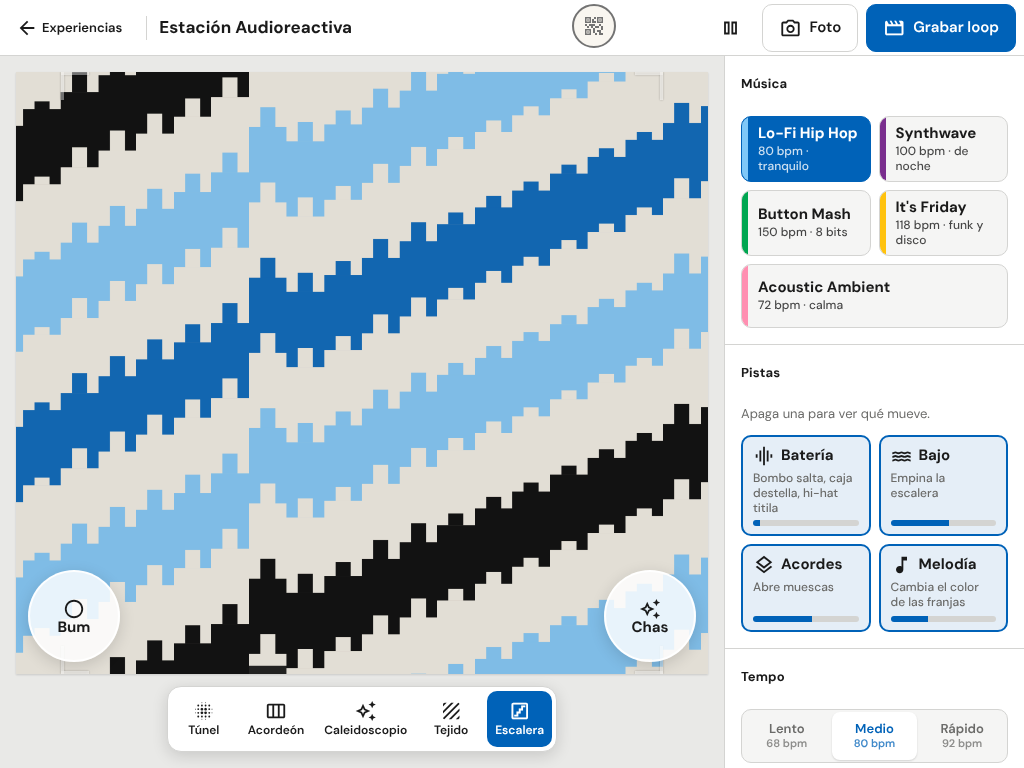 Experiencias
Estación Audioreactiva
Foto
Grabar loop
Música
Lo-Fi Hip Hop
80 bpm ·
tranquilo
Synthwave
100 bpm · de
noche
Button Mash
150 bpm · 8 bits
It's Friday
118 bpm · funk y
disco
Acoustic Ambient
72 bpm · calma
Pistas
Apaga una para ver qué mueve.
Batería
Bombo salta, caja
destella, hi-hat
titila
Bajo
Empina la
escalera
Acordes
Abre muescas
Melodía
Cambia el color
de las franjas
Bum
Chas
Túnel
Acordeón
Caleidoscopio
Tejido
Escalera
Tempo
Lento
68 bpm
Medio
80 bpm
Rápido
92 bpm